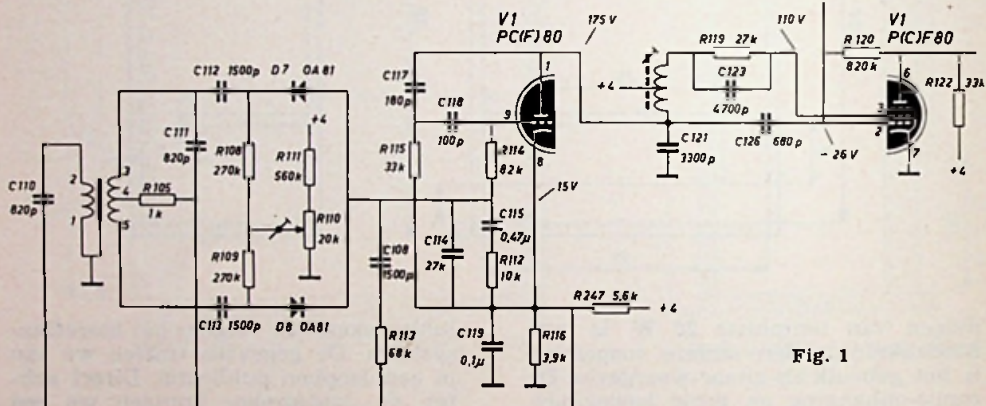 V1
PC(F)80
175 V
110 V
V1
P(C)F80
R119 27k
R120
820k
C112 1500p
D7 OA81
C117
180p
+4
C123
4700p
R122
33k
C118
100p
1
9
8
6
3
2
7
C111
820p
+4
R108
270k
R111
560k
R115
33k
R114
82k
C121
3300p
C126 680p
- 26 V
+4
C110
820p
2
1
3
4
5
R105
1k
15V
R110
20k
C115
0,47µ
R109
270k
C108
1500p
C114
27k
R112
10k
R247 5,6k
+4
C113 1500p
D8 OA81
R113
68k
C119
0,1µ
R116
3,9k
Fig. 1